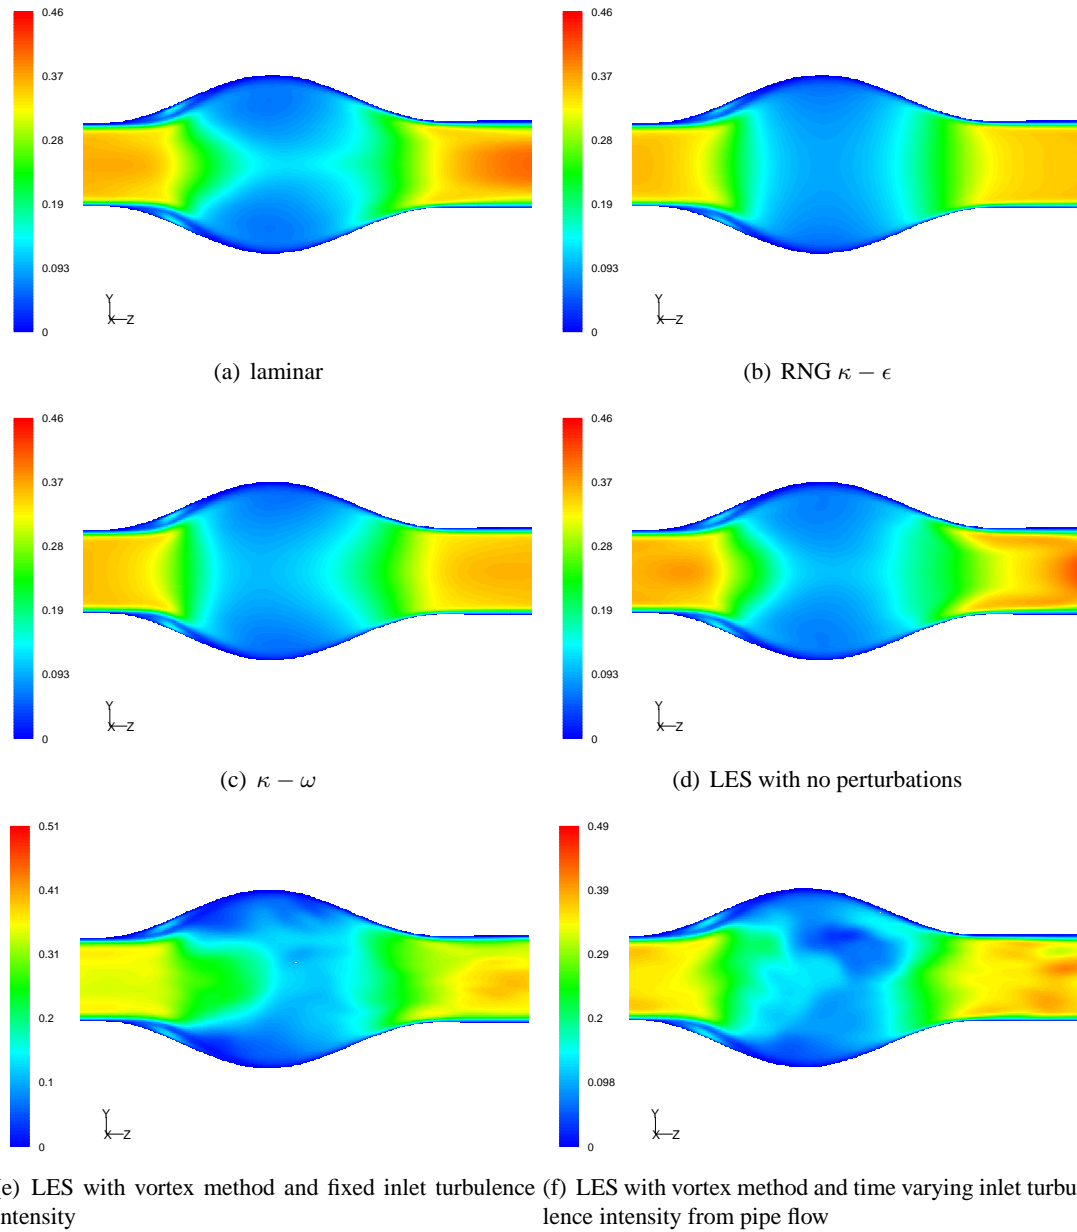 0.46
0.37
0.28
0.19
0.093
0
Y
X Z
(a) laminar
0.46
0.37
0.28
0.19
0.093
0
Y
X Z
(b) RNG κ − ϵ
0.46
0.37
0.28
0.19
0.093
0
Y
X Z
(c) κ − ω
0.46
0.37
0.28
0.19
0.093
0
Y
X Z
(d) LES with no perturbations
0.51
0.41
0.31
0.2
0.1
0
Y
X Z
e) LES with vortex method and fixed inlet turbulence
intensity
0.49
0.39
0.29
0.2
0.098
0
Y
X Z
(f) LES with vortex method and time varying inlet turbu
lence intensity from pipe flow